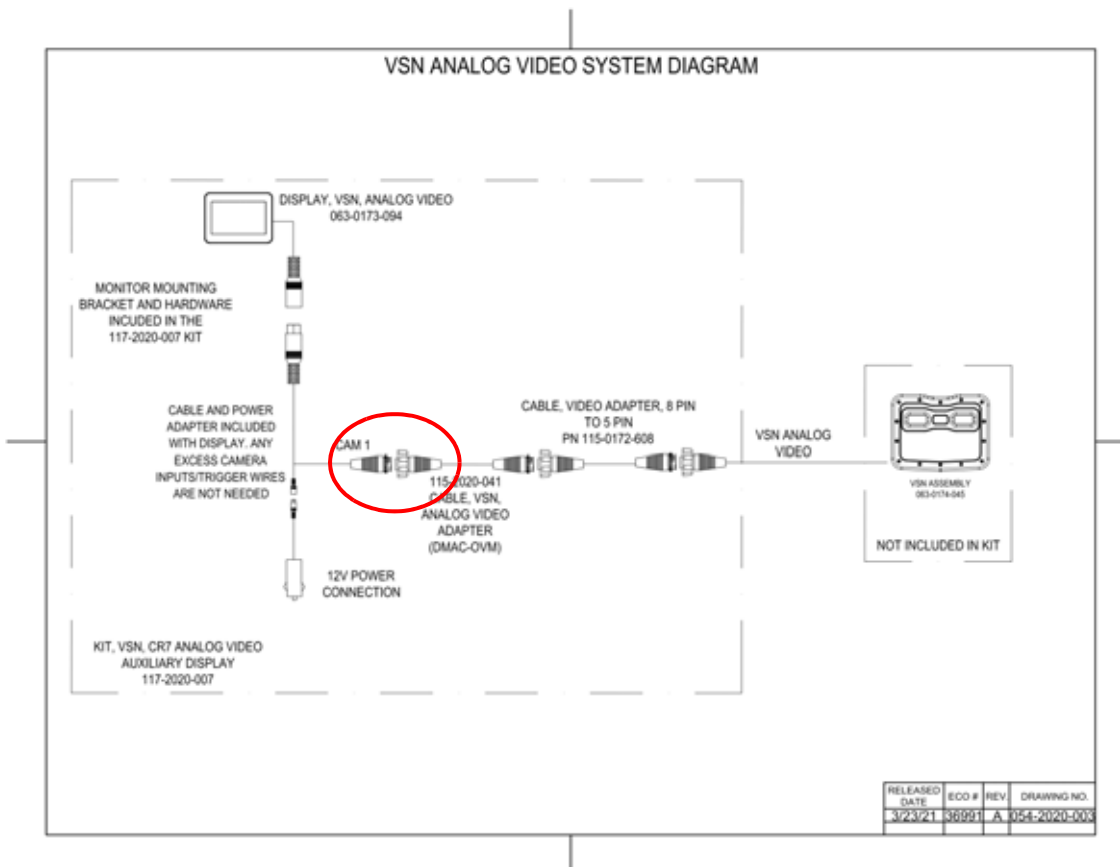 VSN ANALOG VIDEO SYSTEM DIAGRAM
DISPLAY, VSN, ANALOG VIDEO
063-0173-094
MONITOR MOUNTING
BRACKET AND HARDWARE
INCUDED IN THE
117-2020-007 KIT
CABLE AND POWER
ADAPTER INCLUDED
WITH DISPLAY. ANY
EXCESS CAMERA
INPUTS/TRIGGER WIRES
ARE NOT NEEDED
CAM 1
115-2020-041
CABLE, VSN,
ANALOG VIDEO
ADAPTER
(DMAC-OVM)
CABLE, VIDEO ADAPTER, 8 PIN
TO 5 PIN
PN 115-0172-608
VSN ANALOG
VIDEO
VSN ASSEMBLY
063-0174-045
NOT INCLUDED IN KIT
12V POWER
CONNECTION
KIT, VSN, CR7 ANALOG VIDEO
AUXILIARY DISPLAY
117-2020-007
RELEASED DATE ECO # REV. DRAWING NO.
3/23/21 36991 A 054-2020-003